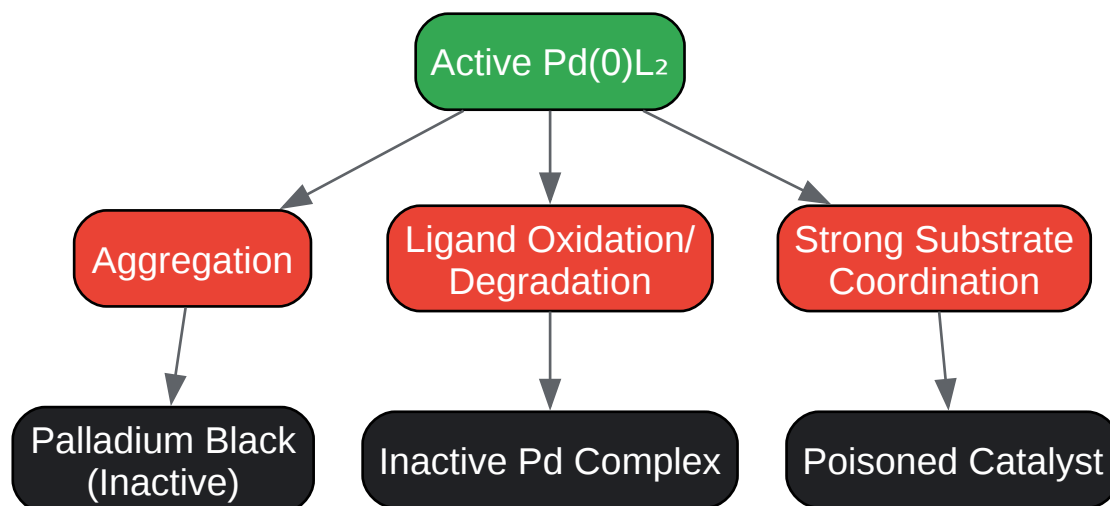 Active Pd(0)L₂
Aggregation
Ligand Oxidation/
Degradation
Strong Substrate
Coordination
Palladium Black
(Inactive)
Inactive Pd Complex
Poisoned Catalyst